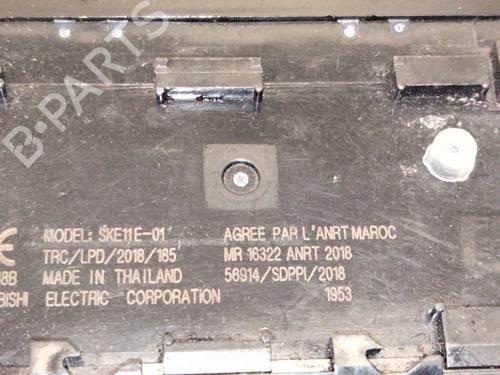 B-PARTS
MODEL: SKE11E-01 AGREE PAR L'ANRT MAROC
TRC/LPD/2018/185 MR 16322 ANRT 2018
MADE IN THAILAND 56914/SDPPI/2018
ELECTRIC CORPORATION 1953